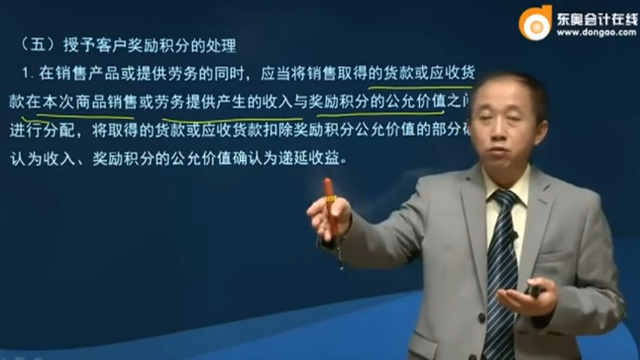 东奥会计在线
www.dongao.com
（五）授予客户奖励积分的处理
1. 在销售产品或提供劳务的同时，应当将销售取得的货款或应收货
款在本次商品销售或劳务提供产生的收入与奖励积分的公允价值之间
进行分配，将取得的货款或应收货款扣除奖励积分公允价值的部分确
认为收入、奖励积分的公允价值确认为递延收益。